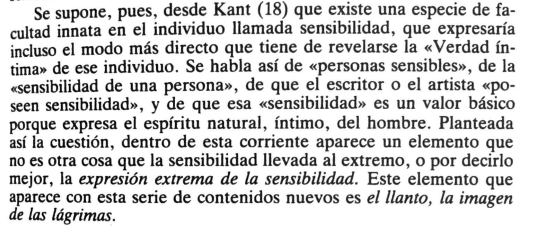 Se supone, pues, desde Kant (18) que existe una especie de fa-
cultad innata en el individuo llamada sensibilidad, que expresaría
incluso el modo más directo que tiene de revelarse la «Verdad ín-
tima» de ese individuo. Se habla así de «personas sensibles», de la
«sensibilidad de una persona», de que el escritor o el artista «po-
seen sensibilidad», y de que esa «sensibilidad» es un valor básico
porque expresa el espíritu natural, íntimo, del hombre. Planteada
así la cuestión, dentro de esta corriente aparece un elemento que
no es otra cosa que la sensibilidad llevada al extremo, o por decirlo
mejor, la expresión extrema de la sensibilidad. Este elemento que
aparece con esta serie de contenidos nuevos es el llanto, la imagen
de las lágrimas.